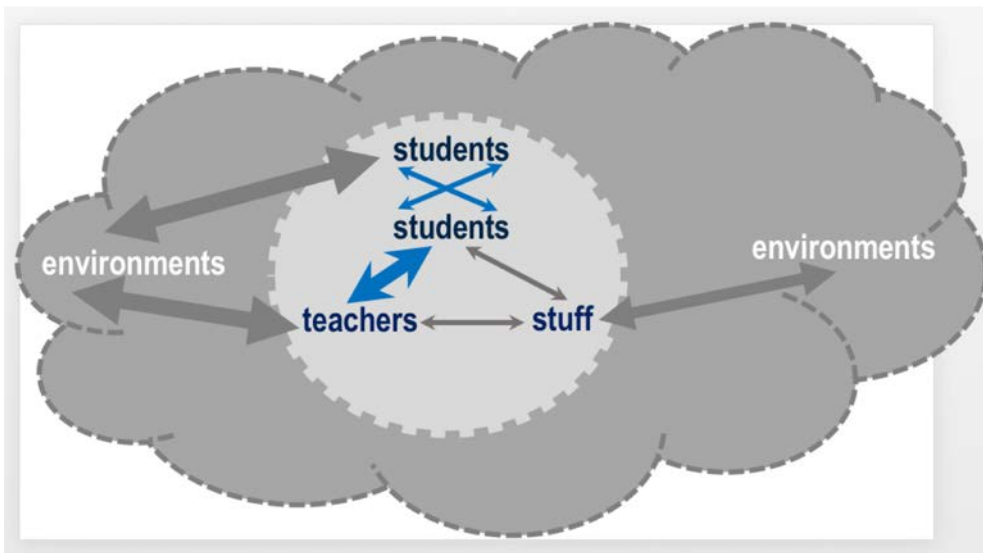 students
students
environments
environments
teachers
stuff